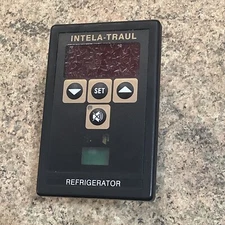 INTELA-TRAUL
SET
REFRIGERATOR